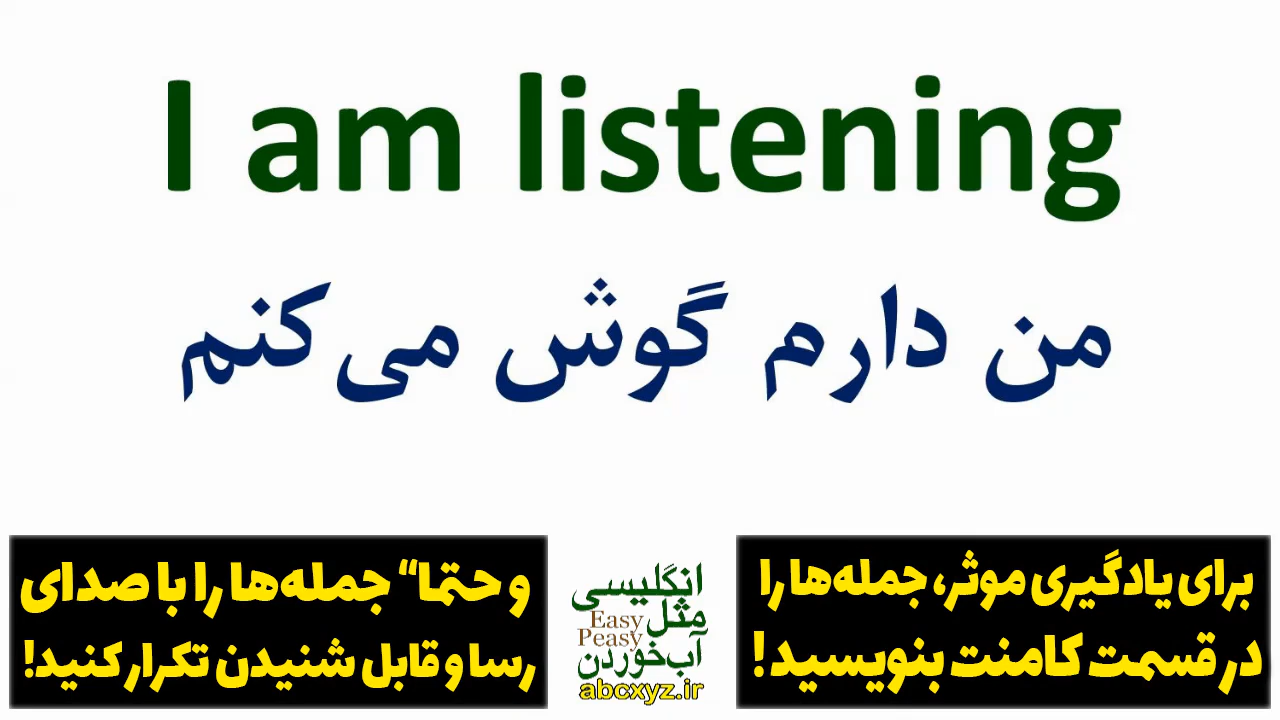 I am listening
من دارم گوش می‌کنم
برای یادگیری موثر، جمله‌ها را
در قسمت کامنت بنویسید!
انگلیسی
مثل
Easy
Peasy
آب‌خوردن
abcxyz.ir
و حتما“ جمله‌ها را با صدای
رسا و قابل شنیدن تکرار کنید!